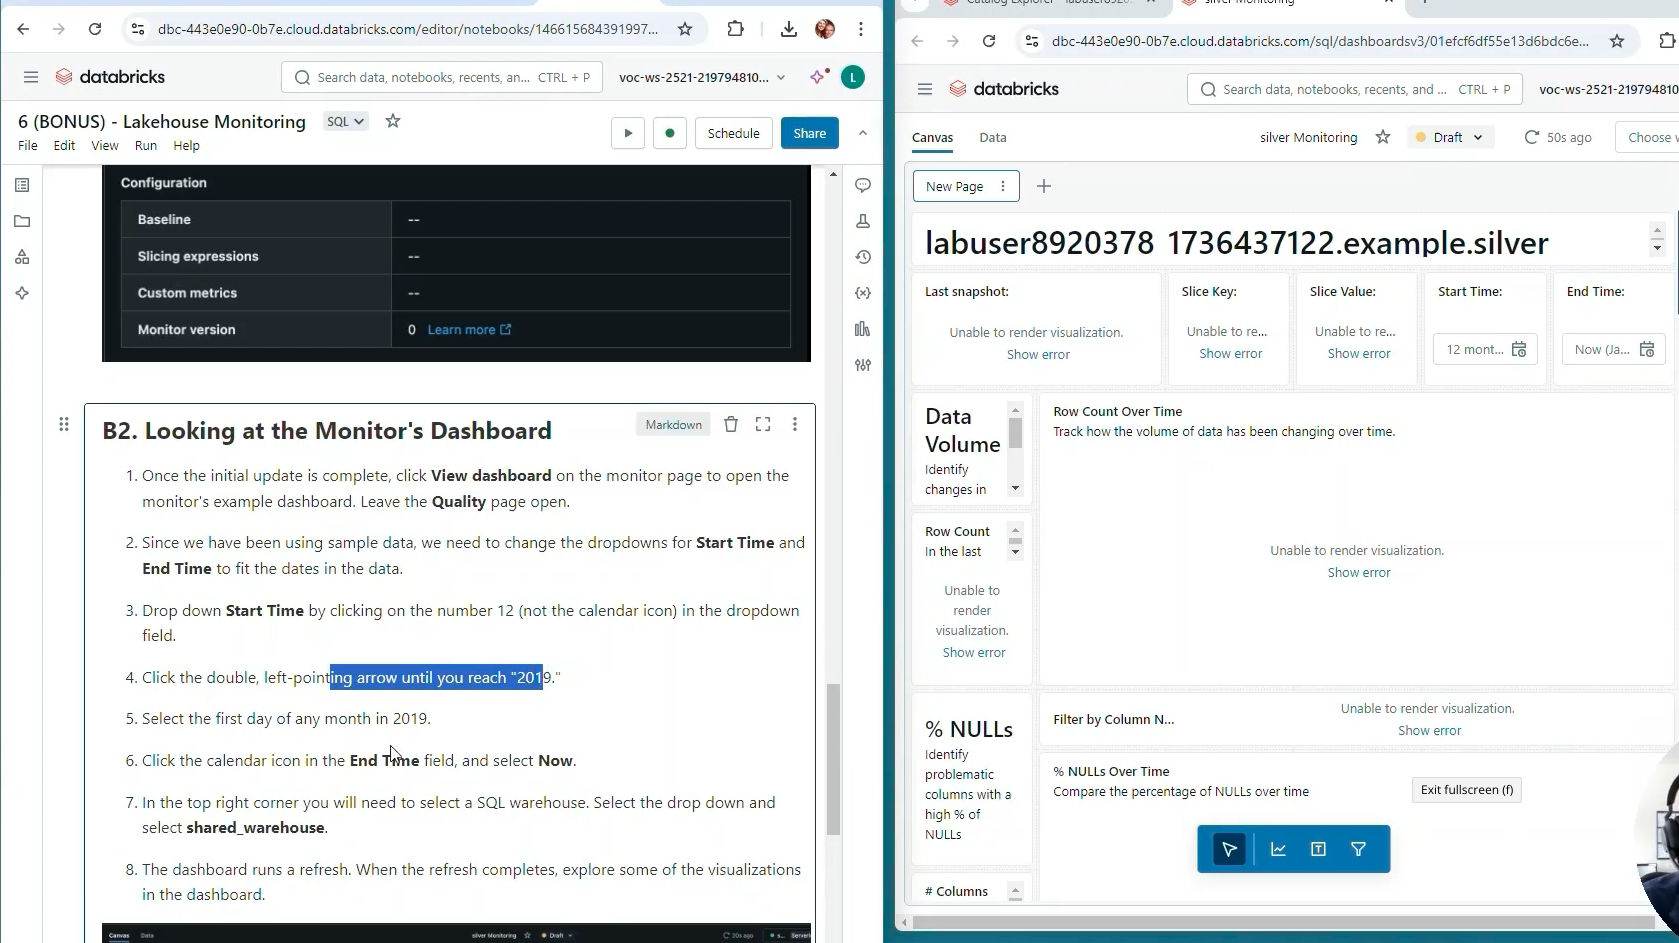 dbc-443e0e90-0b7e.cloud.databricks.com/editor/notebooks/146615684391997...
databricks
Search data, notebooks, recents, an... CTRL + P
voc-ws-2521-219794810...
L
6 (BONUS) - Lakehouse Monitoring
SQL
File Edit View Run Help
Schedule
Share
Configuration
Baseline --
Slicing expressions --
Custom metrics --
Monitor version 0 Learn more
B2. Looking at the Monitor's Dashboard
Markdown
1. Once the initial update is complete, click View dashboard on the monitor page to open the
monitor's example dashboard. Leave the Quality page open.
2. Since we have been using sample data, we need to change the dropdowns for Start Time and
End Time to fit the dates in the data.
3. Drop down Start Time by clicking on the number 12 (not the calendar icon) in the dropdown
field.
4. Click the double, left-pointing arrow until you reach "2019."
5. Select the first day of any month in 2019.
6. Click the calendar icon in the End Time field, and select Now.
7. In the top right corner you will need to select a SQL warehouse. Select the drop down and
select shared_warehouse.
8. The dashboard runs a refresh. When the refresh completes, explore some of the visualizations
in the dashboard.
Canvas Data silver Monitoring Draft 20s ago
dbc-443e0e90-0b7e.cloud.databricks.com/sql/dashboardsv3/01efcf6df55e13d6bdc6e...
databricks
Search data, notebooks, recents, and ... CTRL + P
voc-ws-2521-219794810
Canvas Data
silver Monitoring
Draft
50s ago
Choose
New Page
labuser8920378 1736437122.example.silver
Last snapshot: Slice Key: Slice Value: Start Time: End Time:
Unable to render visualization. Unable to re... Unable to re... 12 mont... Now (Ja...
Show error Show error Show error
Data
Volume
Identify
changes in
Row Count Over Time
Track how the volume of data has been changing over time.
Row Count
In the last
Unable to
render
visualization.
Show error
Unable to render visualization.
Show error
% NULLs
Identify
problematic
columns with a
high % of
NULLs
Filter by Column N...
Unable to render visualization.
Show error
% NULLs Over Time
Compare the percentage of NULLs over time
Exit fullscreen (f)
# Columns